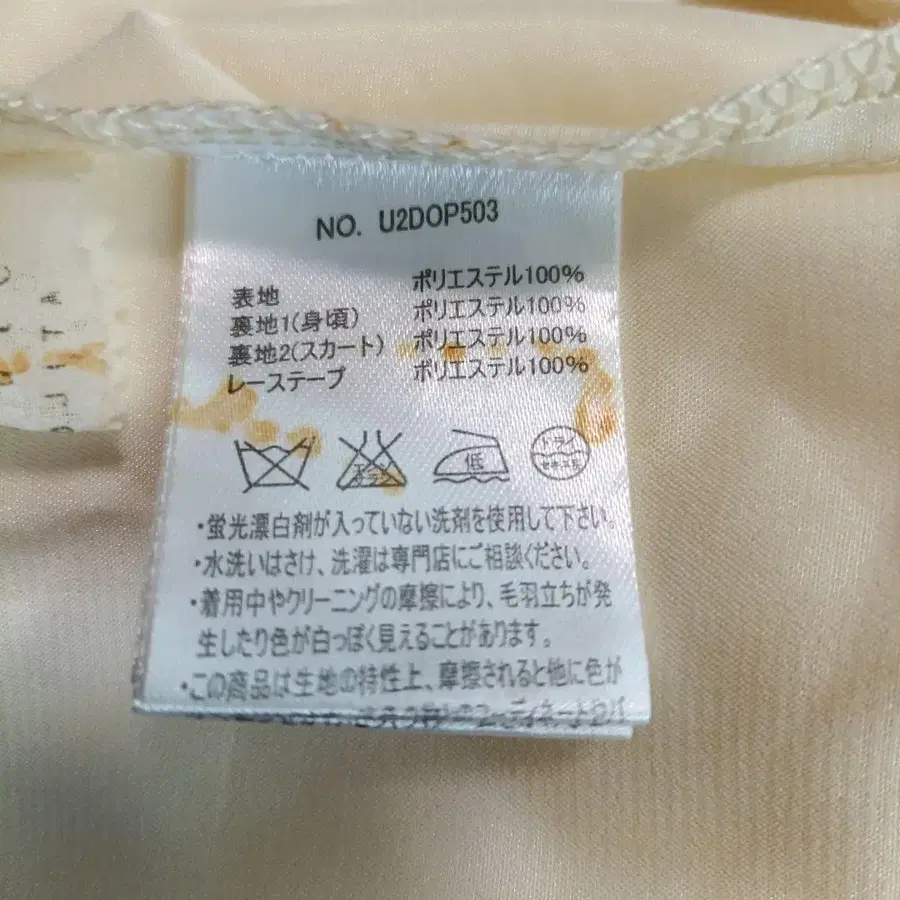 NO. U2DOP503
表地 ポリエステル100%
裏地1(身頃) ポリエステル100%
裏地2(スカート) ポリエステル100%
レーステープ ポリエステル100%
低
ドライ
セキユ系
・蛍光漂白剤が入っていない洗剤を使用して下さい。
・水洗いはさけ、洗濯は専門店にご相談ください。
・着用中やクリーニングの摩擦により、毛羽立ちが発
生したり色が白っぽく見えることがあります。
・この商品は生地の特性上、摩擦されると他に色が